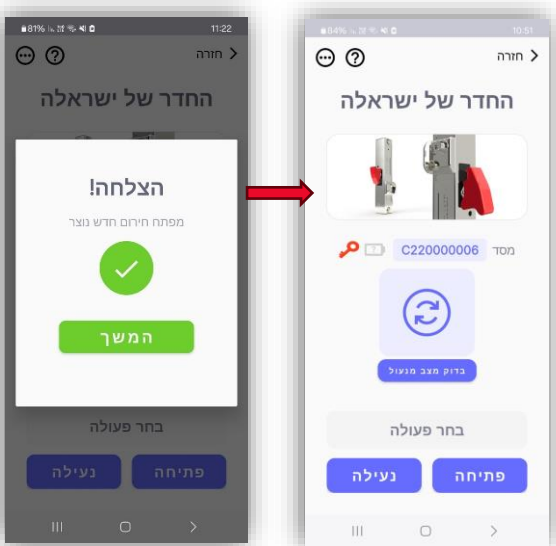 81% 11:22
חזרה
החדר של ישראלה
הצלחה!
מפתח חירום חדש נוצר
המשך
בחר פעולה
פתיחה נעילה
84% 10:51
חזרה
החדר של ישראלה
מסד C220000006
בדוק מצב מנעול
בחר פעולה
פתיחה נעילה